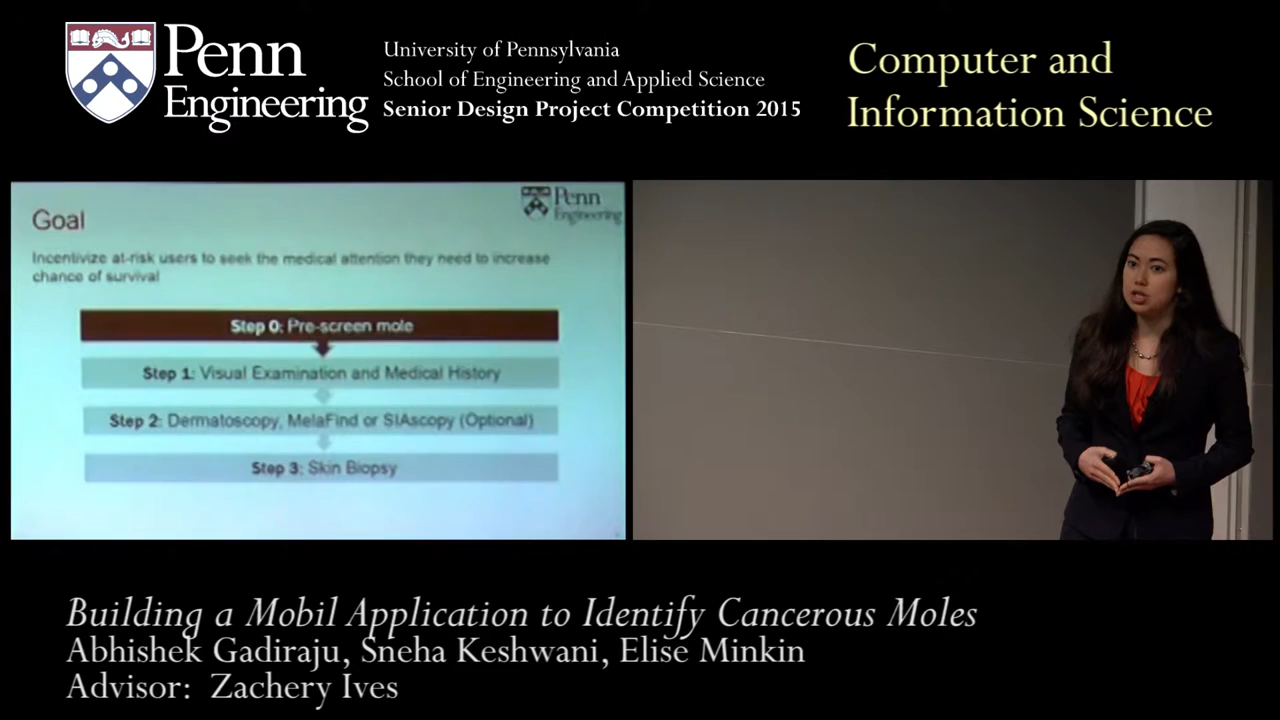 Penn
Engineering
University of Pennsylvania
School of Engineering and Applied Science
Senior Design Project Competition 2015
Computer and
Information Science
Penn
Engineering
Goal
Incentivize at-risk users to seek the medical attention they need to increase
chance of survival
Step 0: Pre-screen mole
Step 1: Visual Examination and Medical History
Step 2: Dermatoscopy, MelaFind or SIAscopy (Optional)
Step 3: Skin Biopsy
Building a Mobil Application to Identify Cancerous Moles
Abhishek Gadiraju, Sneha Keshwani, Elise Minkin
Advisor: Zachery Ives